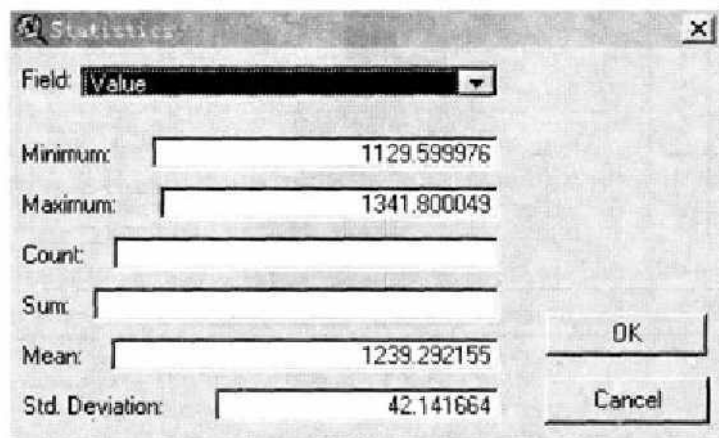 Statistics
Field: Value
Minimum: 1129.599976
Maximum: 1341.800049
Count:
Sum:
Mean: 1239.292155
Std. Deviation: 42.141664
OK
Cancel